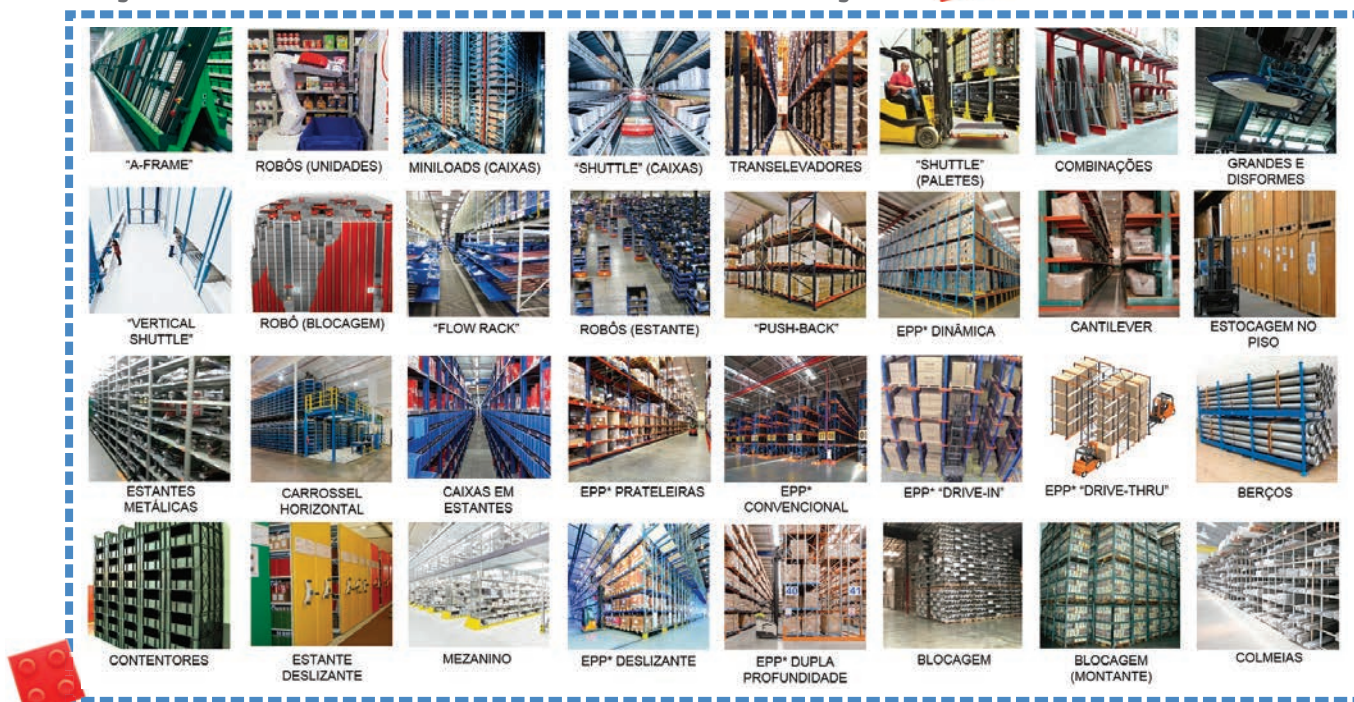 "A-FRAME"
ROBÔS (UNIDADES)
MINILOADS (CAIXAS)
"SHUTTLE" (CAIXAS)
TRANSELEVADORES
"SHUTTLE"
(PALETES)
COMBINAÇÕES
GRANDES E
DISFORMES
"VERTICAL
SHUTTLE"
ROBÔ (BLOCAGEM)
"FLOW RACK"
ROBÔS (ESTANTE)
"PUSH-BACK"
EPP* DINÂMICA
CANTILEVER
ESTOCAGEM NO
PISO
ESTANTES
METÁLICAS
CARROSSEL
HORIZONTAL
CAIXAS EM
ESTANTES
EPP* PRATELEIRAS
EPP*
CONVENCIONAL
EPP* "DRIVE-IN"
EPP* "DRIVE-THRU"
BERÇOS
40
41
CONTENTORES
ESTANTE
DESLIZANTE
MEZANINO
EPP* DESLIZANTE
EPP* DUPLA
PROFUNDIDADE
BLOCAGEM
BLOCAGEM
(MONTANTE)
COLMEIAS